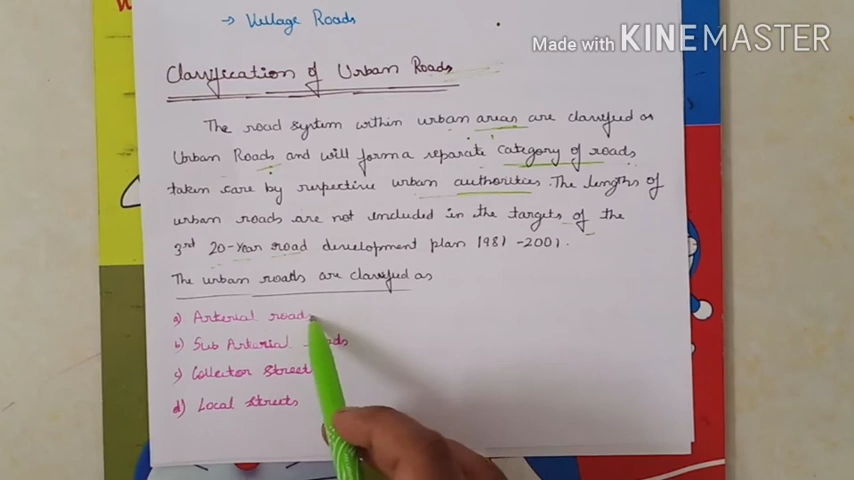 → Village Roads
Made with KINEMASTER
Classification of Urban Roads
The road system within urban areas are classified as
Urban Roads and will form a separate category of roads
taken care by respective urban authorities. The lengths of
urban roads are not included in the targets of the
3rd 20-Year road development plan 1981-2001.
The urban roads are classified as
a) Arterial roads
b) Sub Arterial roads
c) Collector Street
d) Local Streets